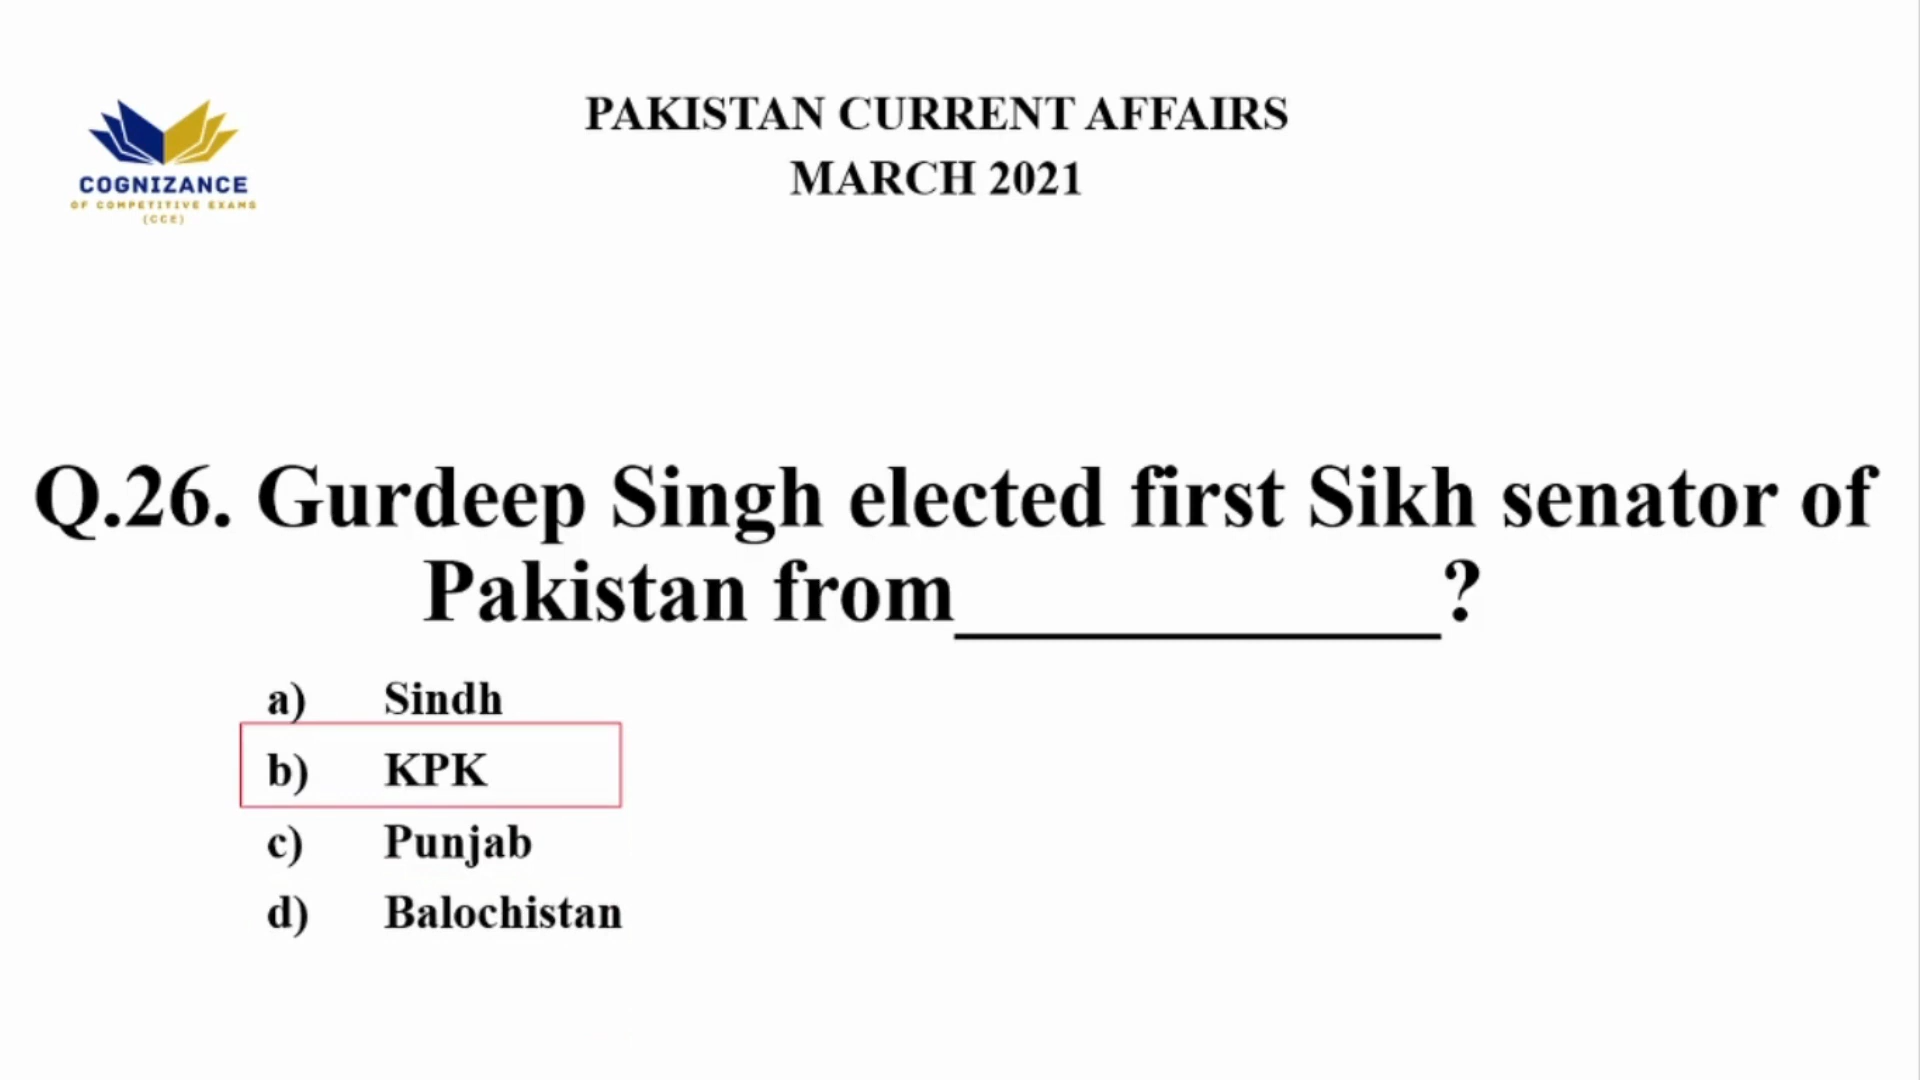 PAKISTAN CURRENT AFFAIRS
MARCH 2021
COGNIZANCE
OF COMPETITIVE EXAMS
(CCE)
Q.26. Gurdeep Singh elected first Sikh senator of
Pakistan from____________?
a) Sindh
b) KPK
c) Punjab
d) Balochistan